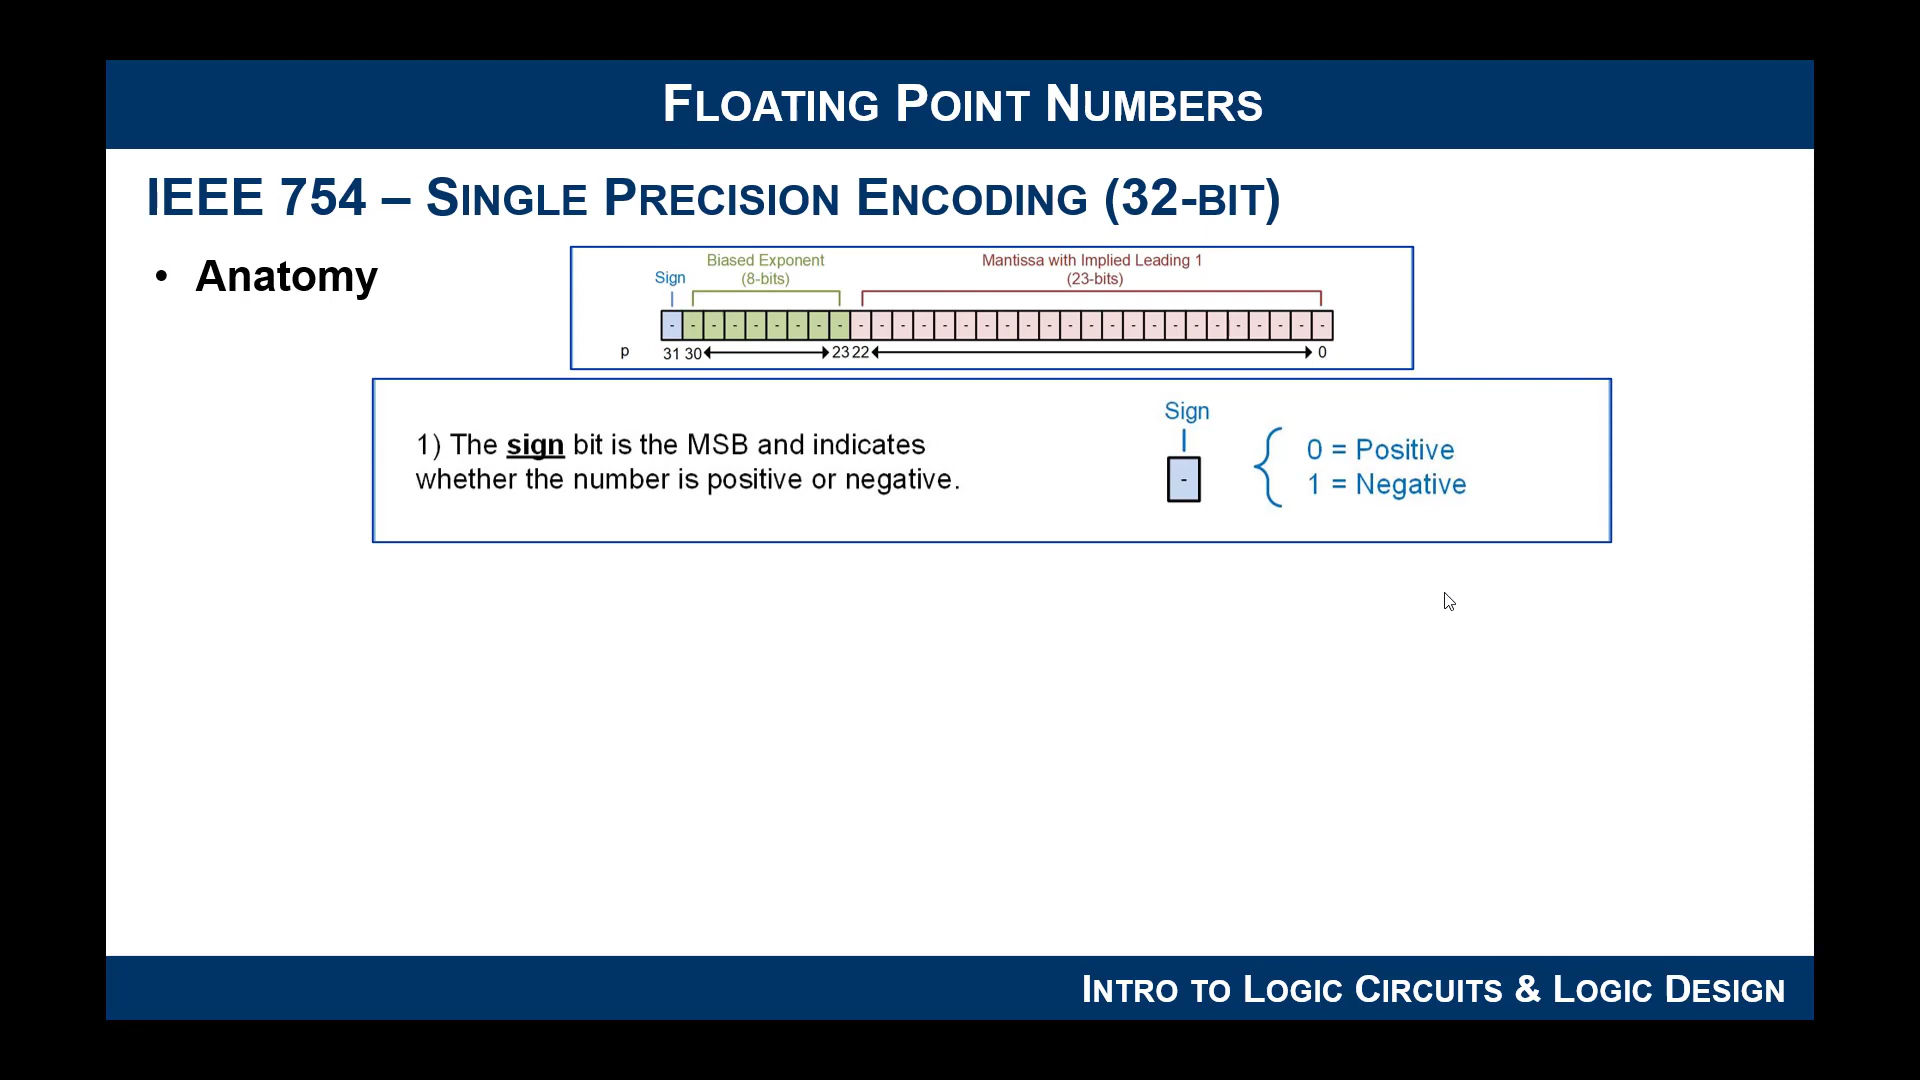 FLOATING POINT NUMBERS
IEEE 754 – SINGLE PRECISION ENCODING (32-BIT)
• Anatomy
Sign
Biased Exponent
(8-bits)
Mantissa with Implied Leading 1
(23-bits)
- - - - - - - - - - - - - - - - - - - - - - - - - - - - - - - -
p 31 30 23 22 0
1) The sign bit is the MSB and indicates
whether the number is positive or negative.
Sign
-
0 = Positive
1 = Negative
INTRO TO LOGIC CIRCUITS & LOGIC DESIGN